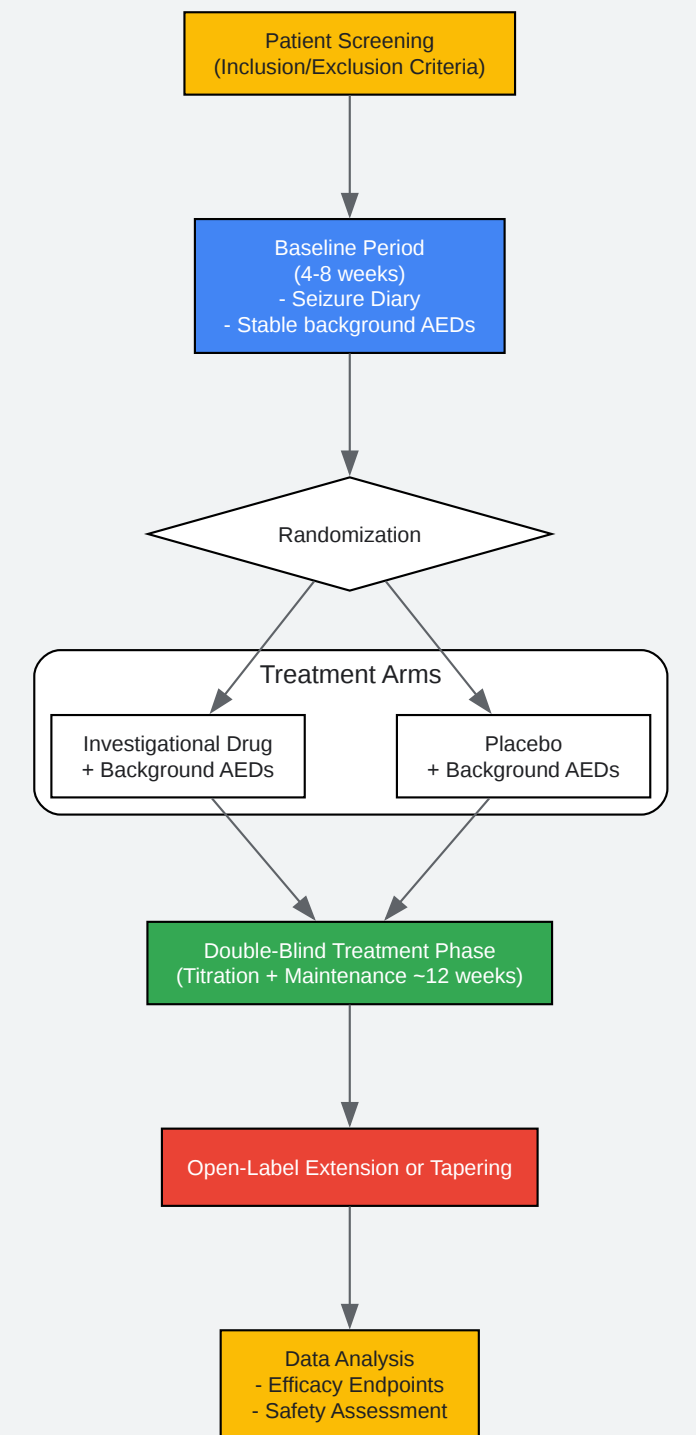 Patient Screening
(Inclusion/Exclusion Criteria)
Baseline Period
(4-8 weeks)
- Seizure Diary
- Stable background AEDs
Randomization
Treatment Arms
Investigational Drug
+ Background AEDs
Placebo
+ Background AEDs
Double-Blind Treatment Phase
(Titration + Maintenance ~12 weeks)
Open-Label Extension or Tapering
Data Analysis
- Efficacy Endpoints
- Safety Assessment